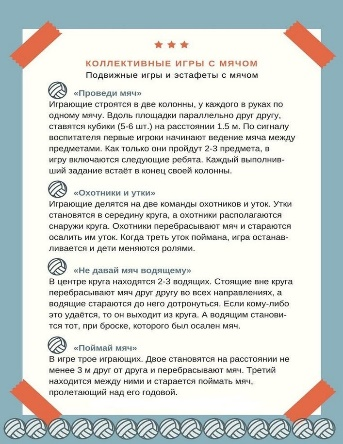 КОЛЛЕКТИВНЫЕ ИГРЫ С МЯЧОМ
Подвижные игры и эстафеты с мячом
«Проведи мяч»
Играющие строятся в две колонны, у каждого в руках по
одному мячу. Вдоль площадки параллельно друг другу,
ставятся кубики (5-6 шт.) на расстоянии 1,5 м. По сигналу
воспитателя первые игроки начинают ведение мяча между
предметами. Как только они пройдут 2-3 предмета, в
игру включаются следующие ребята. Каждый выполнив-
ший задание встаёт в конец своей колонны.
«Охотники и утки»
Играющие делятся на две команды охотников и уток. Утки
становятся в середину круга, а охотники располагаются
снаружи круга. Охотники перебрасывают мяч и стараются
осалить им уток. Когда треть уток поймана, игра останав-
ливается и дети меняются ролями.
«Не давай мяч водящему»
В центре круга находятся 2-3 водящих. Стоящие вне круга
перебрасывают мяч друг другу во всех направлениях, а
водящие стараются до него дотронуться. Если кому-либо
это удаётся, то он выходит из круга. А водящим станови-
тся тот, при броске, которого был осален мяч.
«Поймай мяч»
В игре трое играющих. Двое становятся на расстоянии не
менее 3 м друг от друга и перебрасывают мяч. Третий
находится между ними и старается поймать мяч,
пролетающий над его головой.